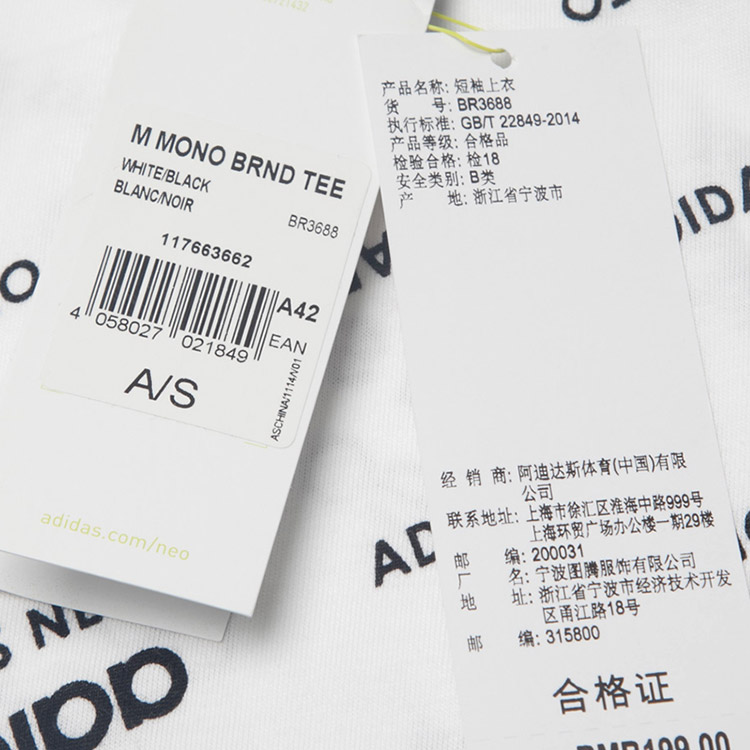 M MONO BRND TEE
WHITE/BLACK
BLANC/NOIR
BR3688
117663662
A42
4 058027 021849
EAN
A/S
ASCHINA/1114/V01
adidas.com/neo
产品名称: 短袖上衣
货 号: BR3688
执行标准: GB/T 22849-2014
产品等级: 合格品
检验合格: 检18
安全类别: B类
产 地: 浙江省宁波市
经 销 商: 阿迪达斯体育(中国)有限
公司
联系地址: 上海市徐汇区淮海中路999号
上海环贸广场办公楼一期29楼
邮 编: 200031
厂 名: 宁波图腾服饰有限公司
地 址: 浙江省宁波市经济技术开发
区甬江路18号
邮 编: 315800
合格证
RMB199.00